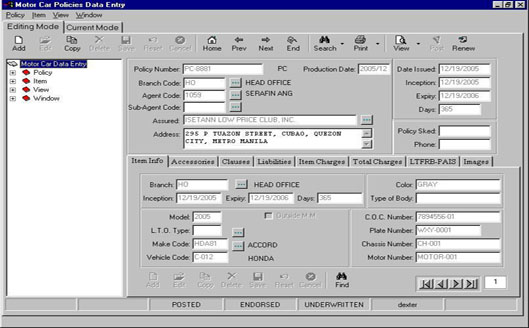 Motor Car Policies Data Entry
Policy Item View Window
Editing Mode Current Mode
Add Edit Copy Delete Save Reset Cancel Home Prev Next End Search Print View Post Renew
Motor Car Data Entry
Policy
Item
View
Window
Policy Number: PC-8881 PC Production Date: 2005/12
Branch Code: HO HEAD OFFICE
Agent Code: 1059 SERAFIN ANG
Sub-Agent Code:
Assured: ISETANN LOW PRICE CLUB, INC.
Address: 295 P TUAZON STREET, CUBAO, QUEZON
CITY, METRO MANILA
Date Issued: 12/19/2005
Inception: 12/19/2005
Expiry: 12/19/2006
Days: 365
Policy Sked:
Phone:
Item Info Accessories Clauses Liabilities Item Charges Total Charges LTFRB-PAIS Images
Branch: HO HEAD OFFICE
Inception: 12/19/2005 Expiry: 12/19/2006 Days: 365
Color: GRAY
Type of Body:
Model: 2005 Outside M.M.
L.T.O. Type:
Make Code: HDA81 ACCORD
Vehicle Code: C-012 HONDA
C.O.C. Number: 7894556-01
Plate Number: WXY-0001
Chassis Number: CH-001
Motor Number: MOTOR-001
Add Edit Copy Delete Save Reset Cancel Find
1
POSTED ENDORSED UNDERWRITTEN dexter